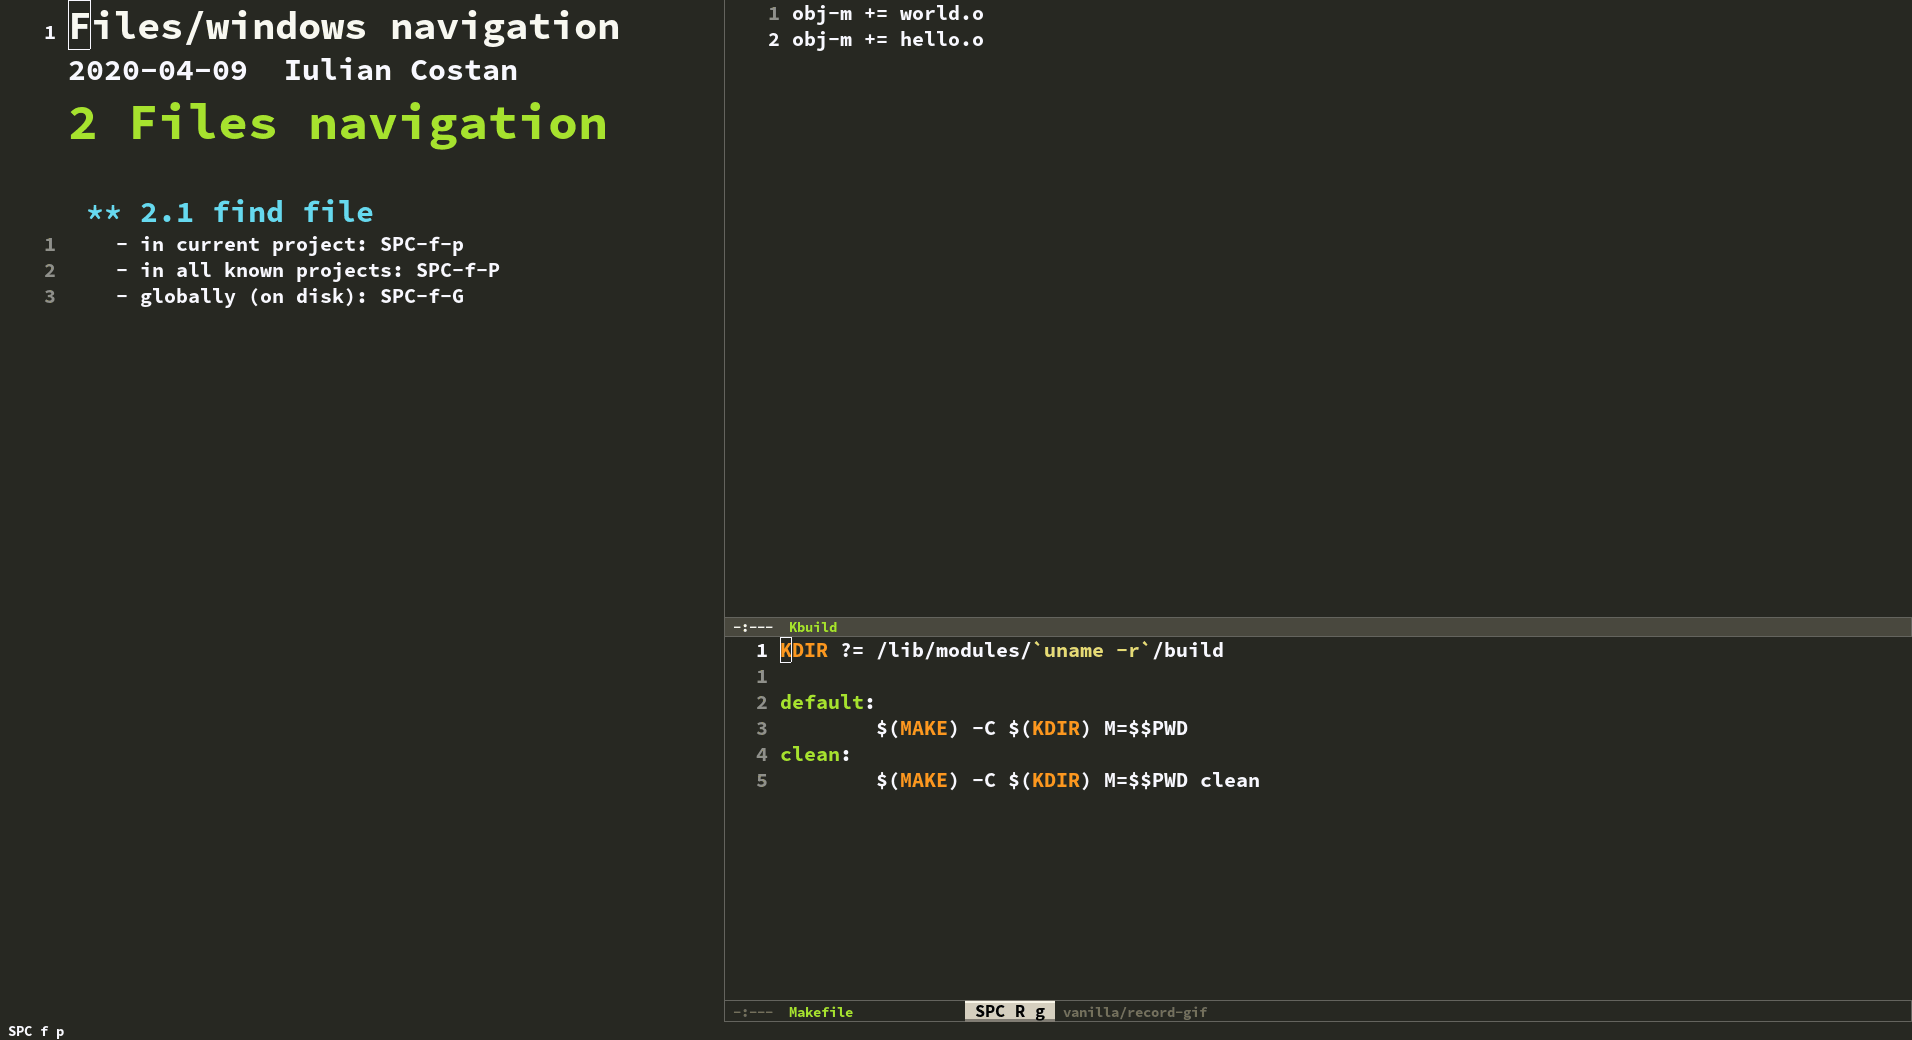 1 Files/windows navigation
2020-04-09  Iulian Costan
2 Files navigation
** 2.1 find file
1 - in current project: SPC-f-p
2 - in all known projects: SPC-f-P
3 - globally (on disk): SPC-f-G
1 obj-m += world.o
2 obj-m += hello.o
-:---  Kbuild
1 KDIR ?= /lib/modules/`uname -r`/build
1
2 default:
3         $(MAKE) -C $(KDIR) M=$$PWD
4 clean:
5         $(MAKE) -C $(KDIR) M=$$PWD clean
-:---  Makefile  SPC R g  vanilla/record-gif
SPC f p